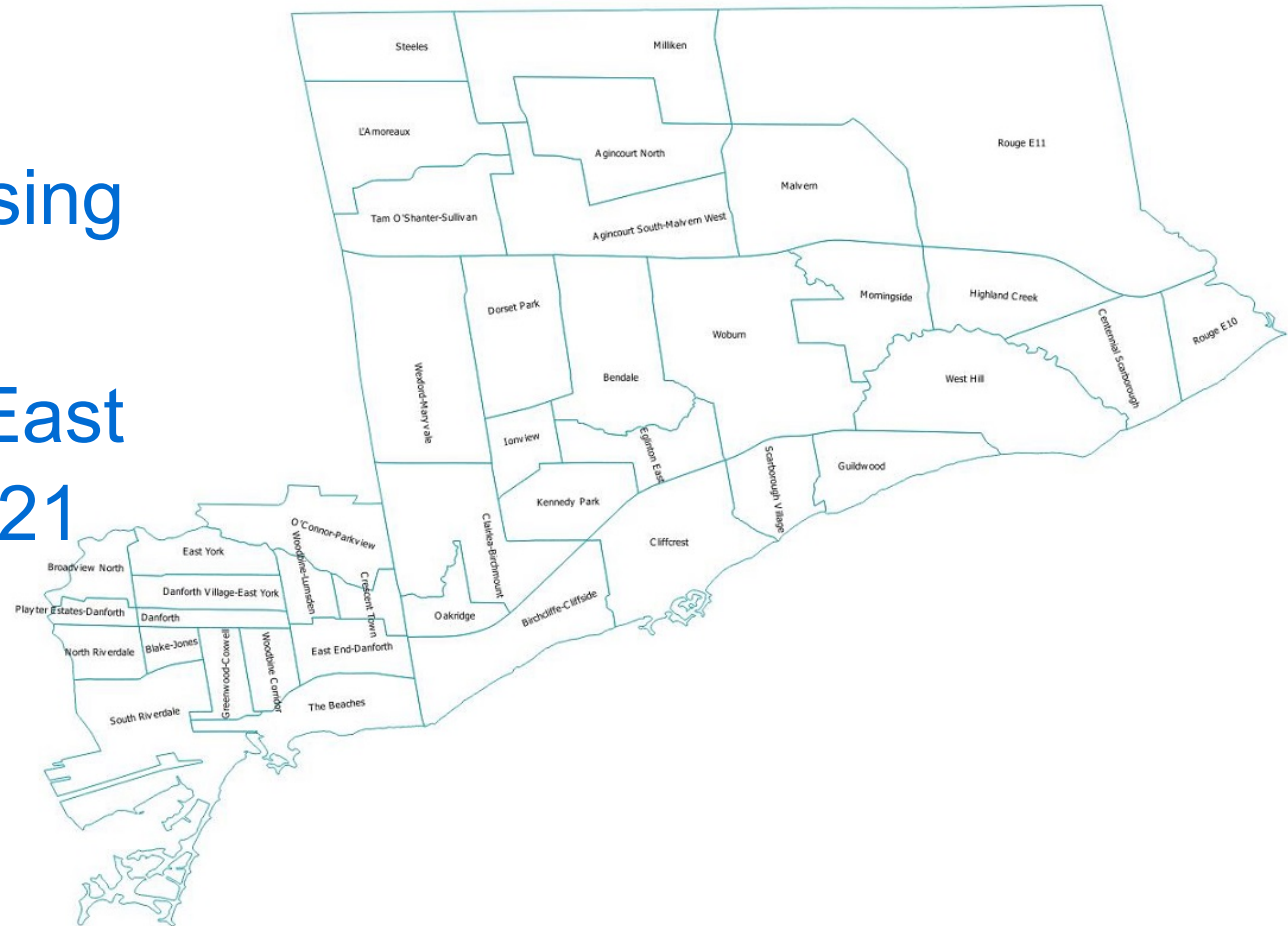 Steeles
Milliken
L'Amoreaux
Agincourt North
Rouge E11
sing
Malvern
Tam O'Shanter-Sullivan
Agincourt South-Malvern West
Dorset Park
Morningside
Highland Creek
Centennial Scarborough
Rouge E10
Woburn
Wexford-Maryvale
Bendale
West Hill
East
Ionview
Eglinton East
Scarborough Village
Guildwood
21
Kennedy Park
O'Connor-Parkview
Clairlea-Birchmount
Cliffcrest
East York
Woodbine-Lumsden
Broadview North
Crescent Town
Danforth Village-East York
Playter Estates-Danforth
Danforth
Oakridge
Birchcliffe-Cliffside
North Riverdale
Blake-Jones
Greenwood-Coxwell
Woodbine Corridor
East End-Danforth
South Riverdale
The Beaches